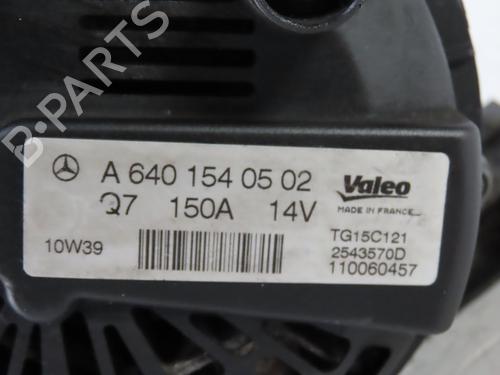 A 640 154 05 02
Q7 150A 14V
10W39
Valeo
MADE IN FRANCE
TG15C121
2543570D
110060457
B-PARTS